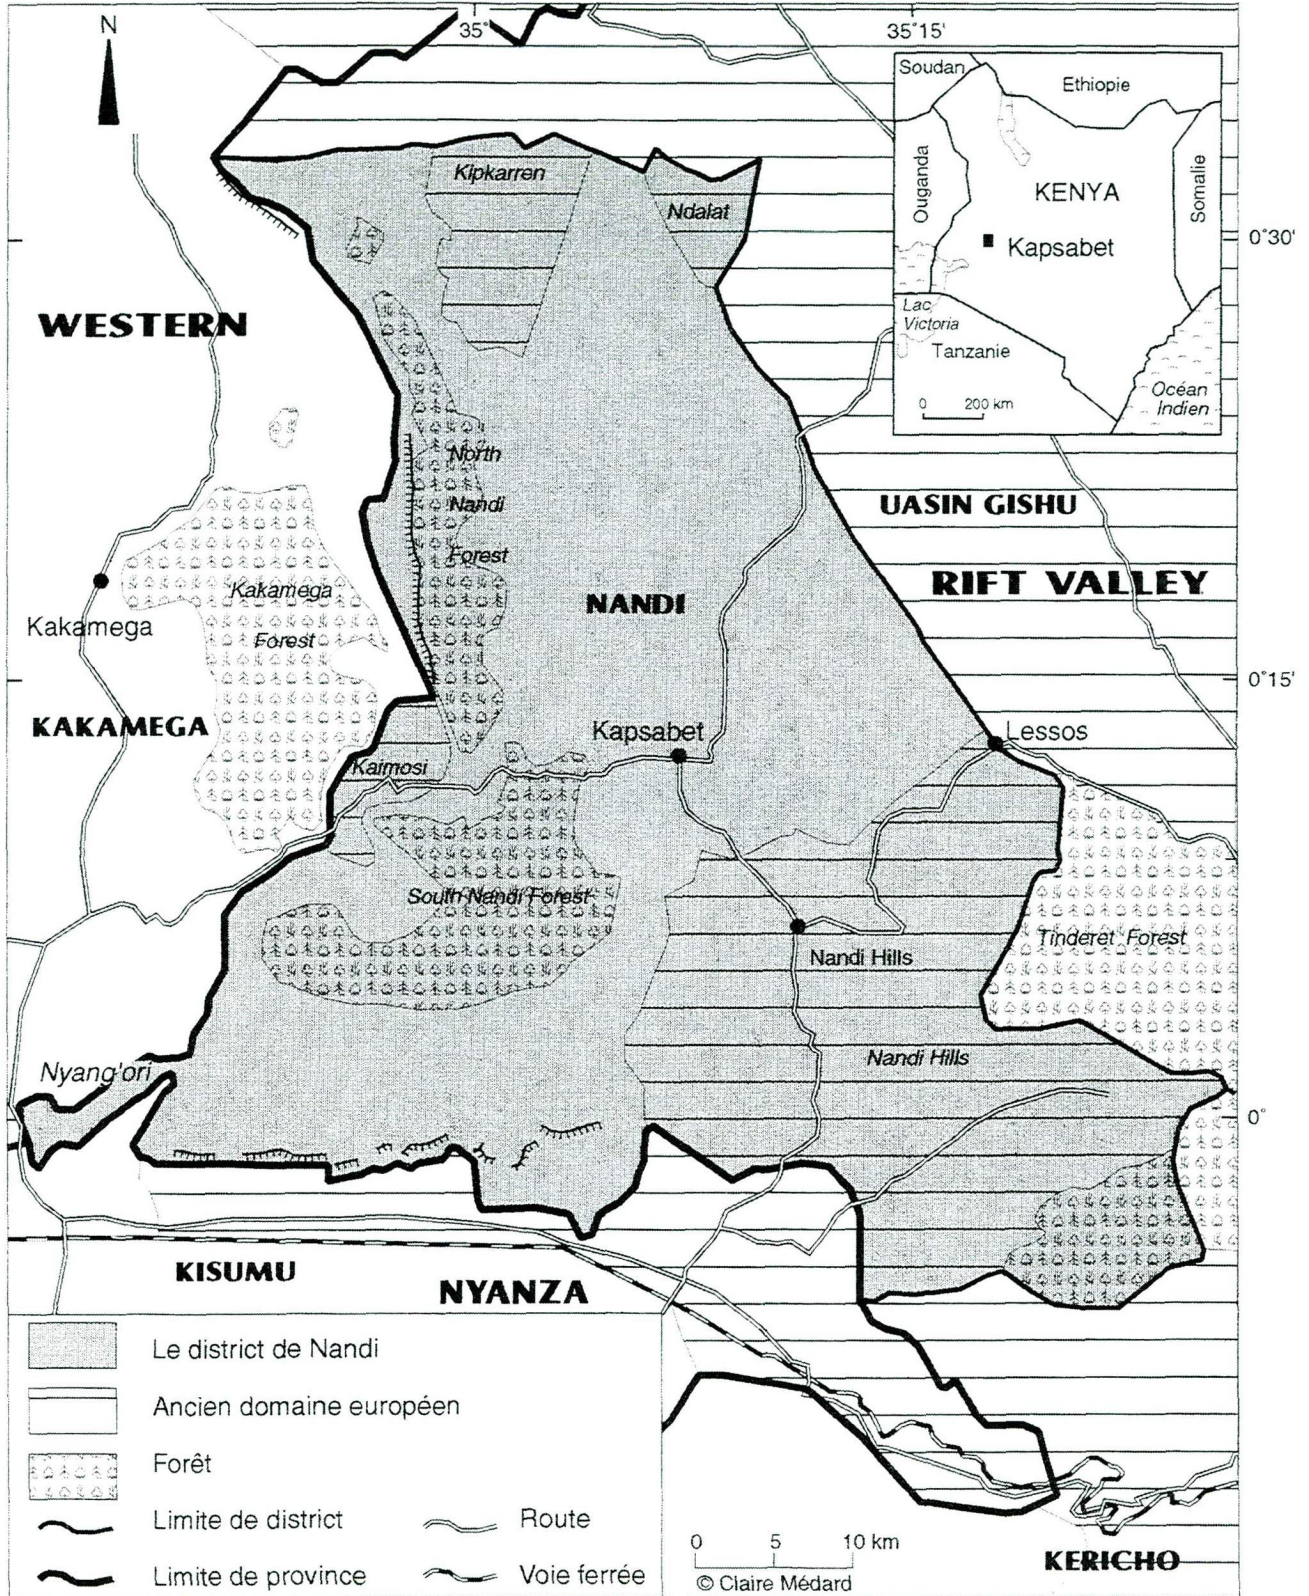 N
35°
35°15'
Soudan
Ethiopie
Ouganda
KENYA
Somalie
Kapsabet
Lac
Victoria
Tanzanie
Océan
Indien
0 200 km
Kipkarren
Ndalat
0°30'
WESTERN
North
Nandi
Forest
UASIN GISHU
RIFT VALLEY
Kakamega
Forest
NANDI
Kakamega
0°15'
KAKAMEGA
Kapsabet
Lessos
Kaimosi
South Nandi Forest
Tinderet Forest
Nandi Hills
Nandi Hills
Nyang'ori
0°
KISUMU
NYANZA
Le district de Nandi
Ancien domaine européen
Forêt
Limite de district
Route
Limite de province
Voie ferrée
0 5 10 km
© Claire Médard
KERICHO